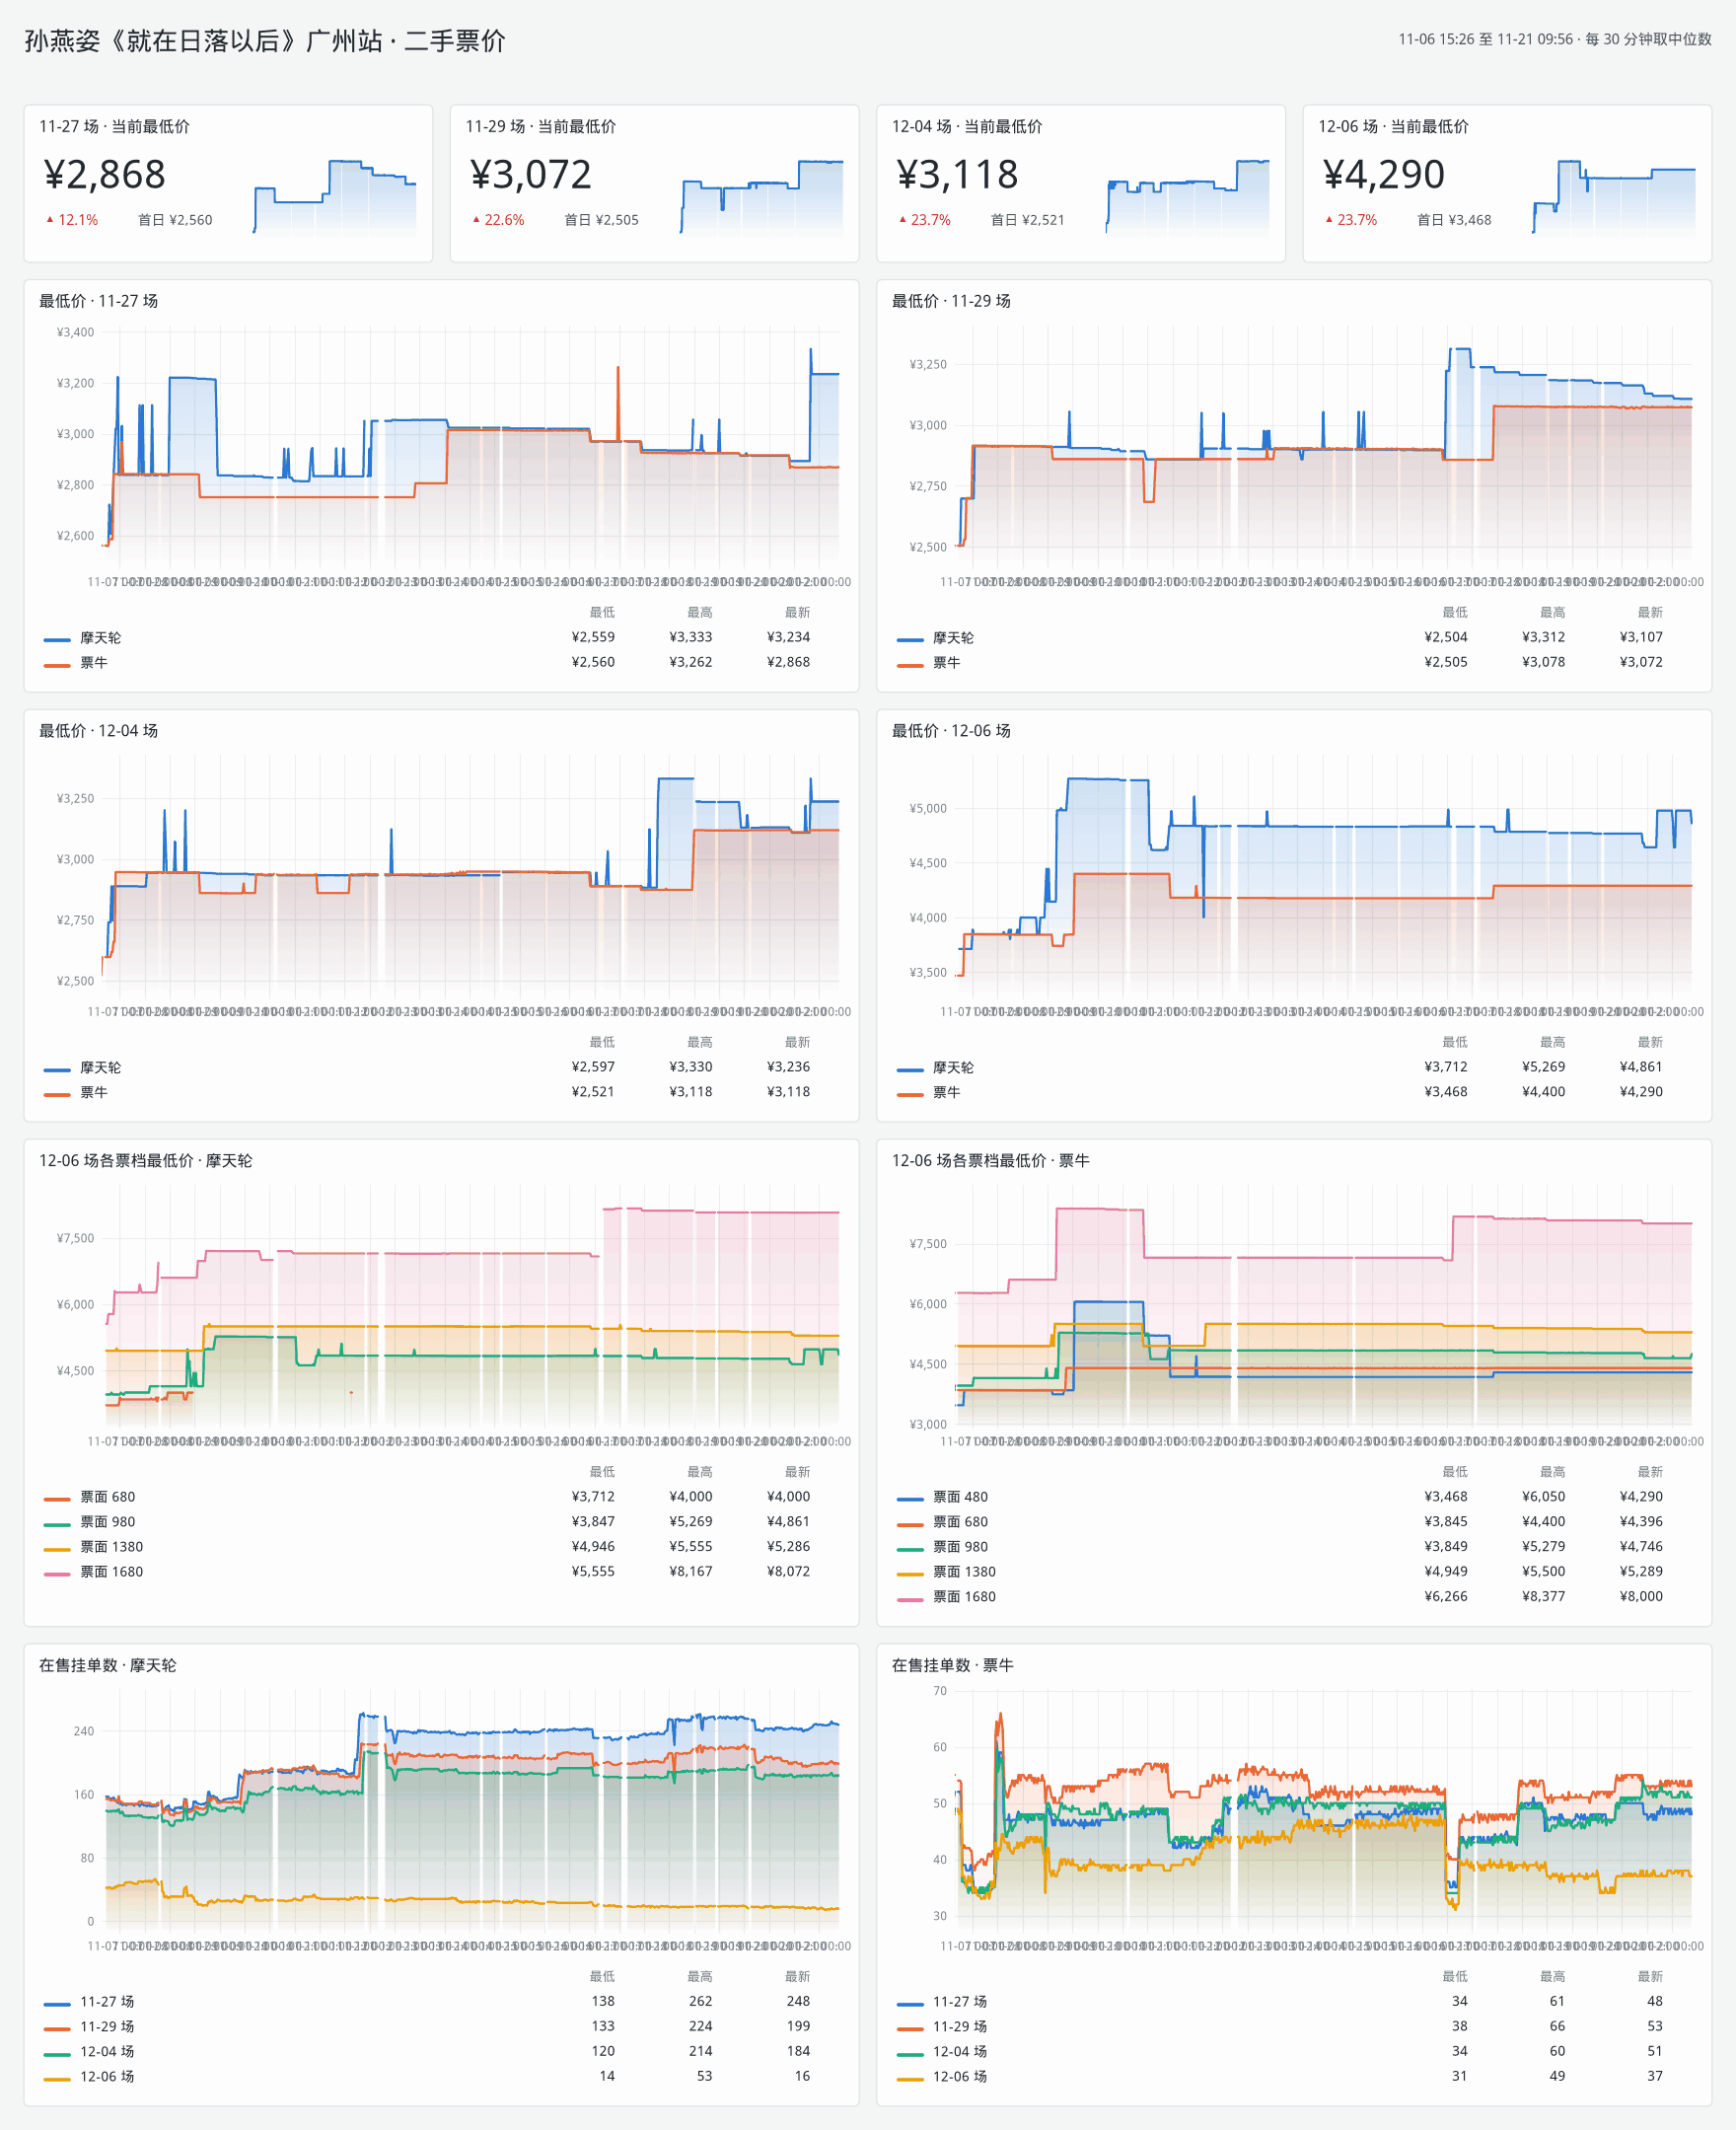 孙燕姿《就在日落以后》广州站 · 二手票价
11-06 15:26 至 11-21 09:56 · 每 30 分钟取中位数
11-27 场 · 当前最低价
¥2,868
▲ 12.1% 首日 ¥2,560
11-29 场 · 当前最低价
¥3,072
▲ 22.6% 首日 ¥2,505
12-04 场 · 当前最低价
¥3,118
▲ 23.7% 首日 ¥2,521
12-06 场 · 当前最低价
¥4,290
▲ 23.7% 首日 ¥3,468
最低价 · 11-27 场
¥3,400
¥3,200
¥3,000
¥2,800
¥2,600
最低 最高 最新
摩天轮 ¥2,559 ¥3,333 ¥3,234
票牛 ¥2,560 ¥3,262 ¥2,868
最低价 · 11-29 场
¥3,250
¥3,000
¥2,750
¥2,500
最低 最高 最新
摩天轮 ¥2,504 ¥3,312 ¥3,107
票牛 ¥2,505 ¥3,078 ¥3,072
最低价 · 12-04 场
¥3,250
¥3,000
¥2,750
¥2,500
最低 最高 最新
摩天轮 ¥2,597 ¥3,330 ¥3,236
票牛 ¥2,521 ¥3,118 ¥3,118
最低价 · 12-06 场
¥5,000
¥4,500
¥4,000
¥3,500
最低 最高 最新
摩天轮 ¥3,712 ¥5,269 ¥4,861
票牛 ¥3,468 ¥4,400 ¥4,290
12-06 场各票档最低价 · 摩天轮
¥7,500
¥6,000
¥4,500
最低 最高 最新
票面 680 ¥3,712 ¥4,000 ¥4,000
票面 980 ¥3,847 ¥5,269 ¥4,861
票面 1380 ¥4,946 ¥5,555 ¥5,286
票面 1680 ¥5,555 ¥8,167 ¥8,072
12-06 场各票档最低价 · 票牛
¥7,500
¥6,000
¥4,500
¥3,000
最低 最高 最新
票面 480 ¥3,468 ¥6,050 ¥4,290
票面 680 ¥3,845 ¥4,400 ¥4,396
票面 980 ¥3,849 ¥5,279 ¥4,746
票面 1380 ¥4,949 ¥5,500 ¥5,289
票面 1680 ¥6,266 ¥8,377 ¥8,000
在售挂单数 · 摩天轮
240
160
80
0
最低 最高 最新
11-27 场 138 262 248
11-29 场 133 224 199
12-04 场 120 214 184
12-06 场 14 53 16
在售挂单数 · 票牛
70
60
50
40
30
最低 最高 最新
11-27 场 34 61 48
11-29 场 38 66 53
12-04 场 34 60 51
12-06 场 31 49 37